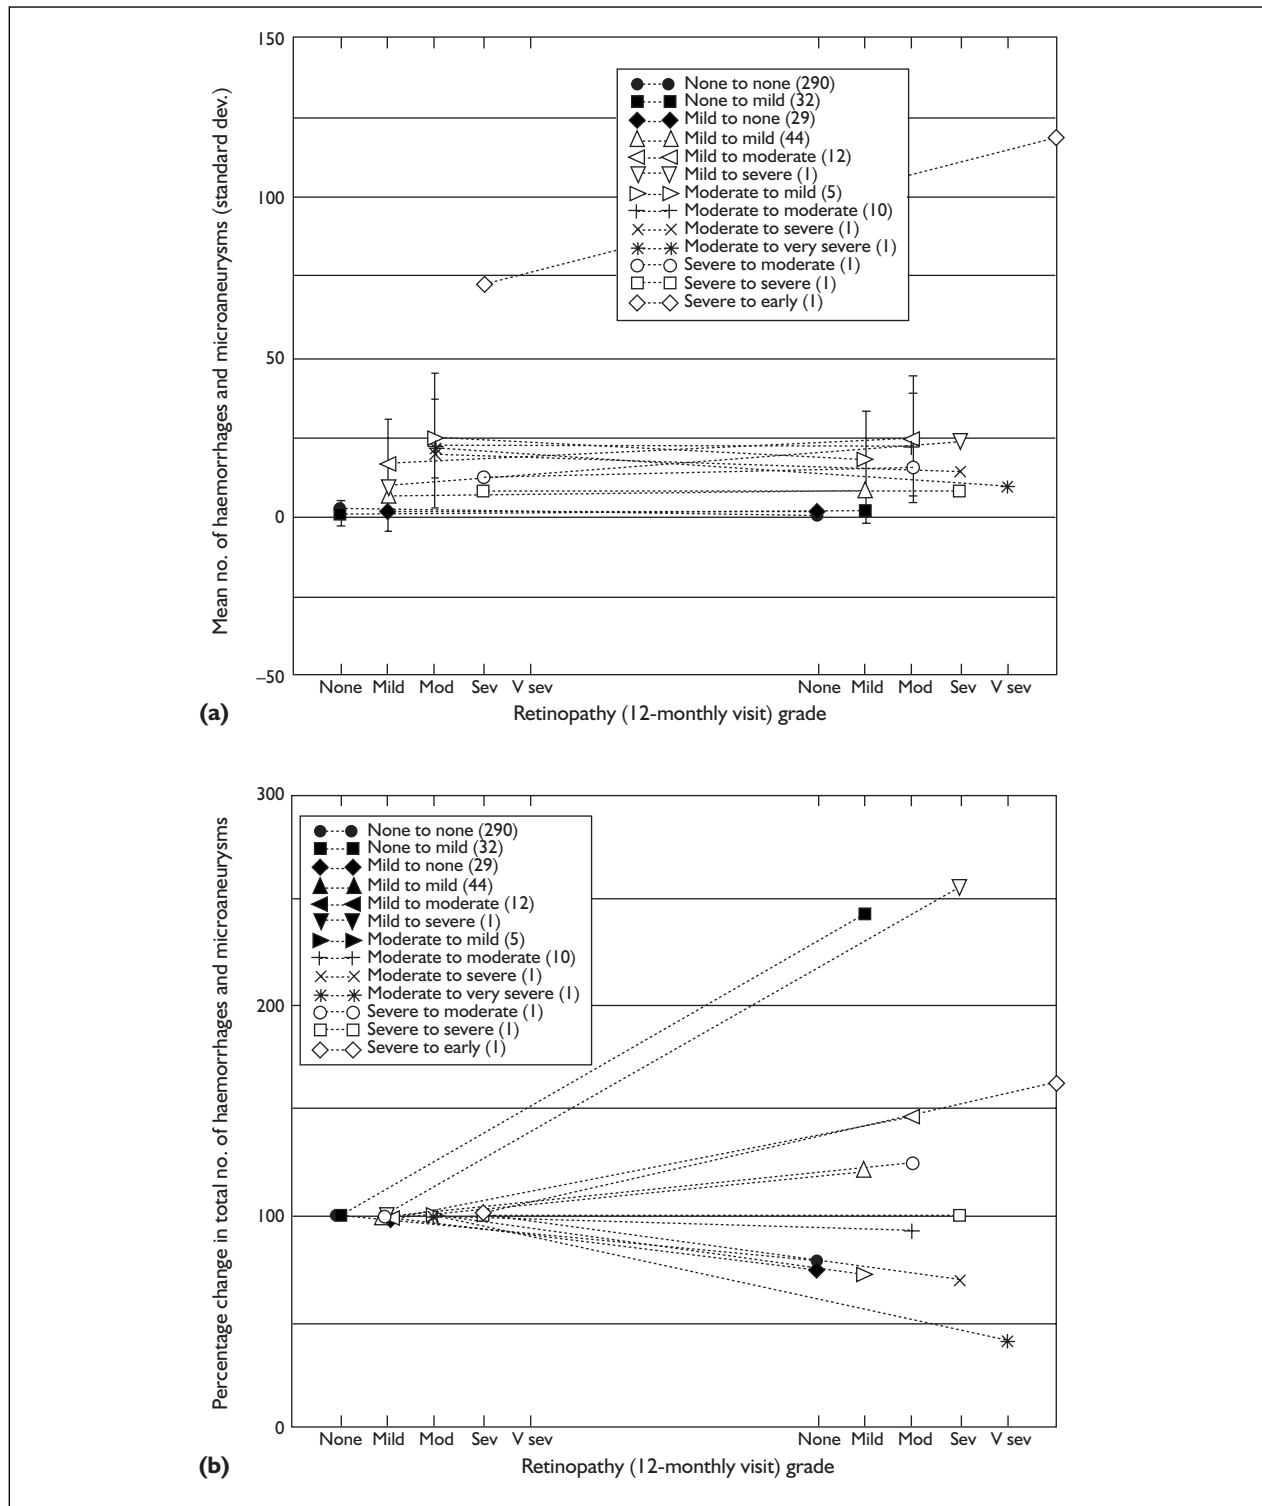 Mean no. of haemorrhages and microaneurysms (standard dev.)
150
100
50
0
–50
None to none (290)
None to mild (32)
Mild to none (29)
Mild to mild (44)
Mild to moderate (12)
Mild to severe (1)
Moderate to mild (5)
Moderate to moderate (10)
Moderate to severe (1)
Moderate to very severe (1)
Severe to moderate (1)
Severe to severe (1)
Severe to early (1)
None Mild Mod Sev V sev None Mild Mod Sev V sev
(a) Retinopathy (12-monthly visit) grade
Percentage change in total no. of haemorrhages and microaneurysms
300
200
100
0
None to none (290)
None to mild (32)
Mild to none (29)
Mild to mild (44)
Mild to moderate (12)
Mild to severe (1)
Moderate to mild (5)
Moderate to moderate (10)
Moderate to severe (1)
Moderate to very severe (1)
Severe to moderate (1)
Severe to severe (1)
Severe to early (1)
None Mild Mod Sev V sev None Mild Mod Sev V sev
(b) Retinopathy (12-monthly visit) grade